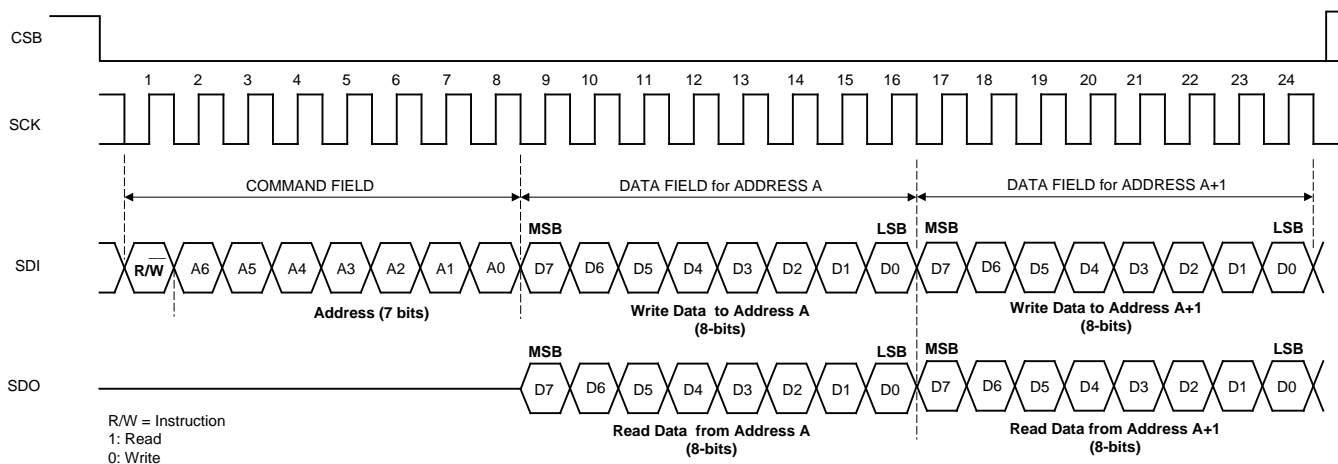 CSB
1 2 3 4 5 6 7 8 9 10 11 12 13 14 15 16 17 18 19 20 21 22 23 24
SCK
COMMAND FIELD DATA FIELD for ADDRESS A DATA FIELD for ADDRESS A+1
MSB LSB MSB LSB
SDI R/W A6 A5 A4 A3 A2 A1 A0 D7 D6 D5 D4 D3 D2 D1 D0 D7 D6 D5 D4 D3 D2 D1 D0
Address (7 bits) Write Data to Address A Write Data to Address A+1
(8-bits) (8-bits)
MSB LSB MSB LSB
SDO D7 D6 D5 D4 D3 D2 D1 D0 D7 D6 D5 D4 D3 D2 D1 D0
R/W = Instruction Read Data from Address A Read Data from Address A+1
1: Read (8-bits) (8-bits)
0: Write